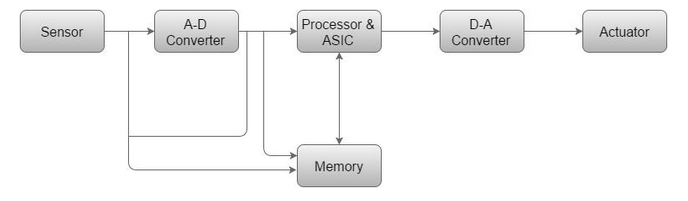 Sensor
A-D
Converter
Processor &
ASIC
D-A
Converter
Actuator
Memory